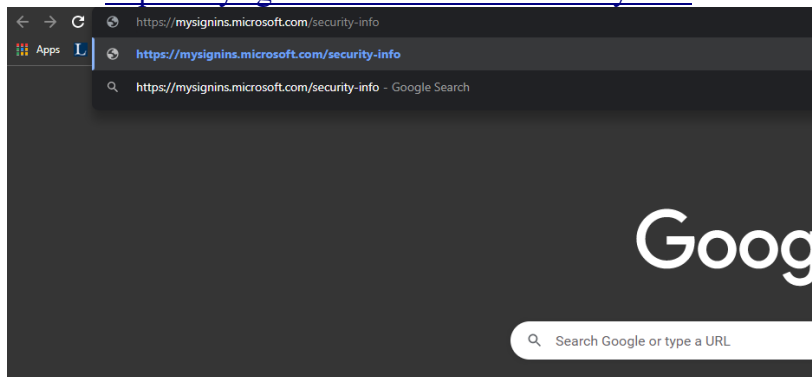 https://mysignins.microsoft.com/security-info
Apps L https://mysignins.microsoft.com/security-info
https://mysignins.microsoft.com/security-info - Google Search
Goog
Search Google or type a URL